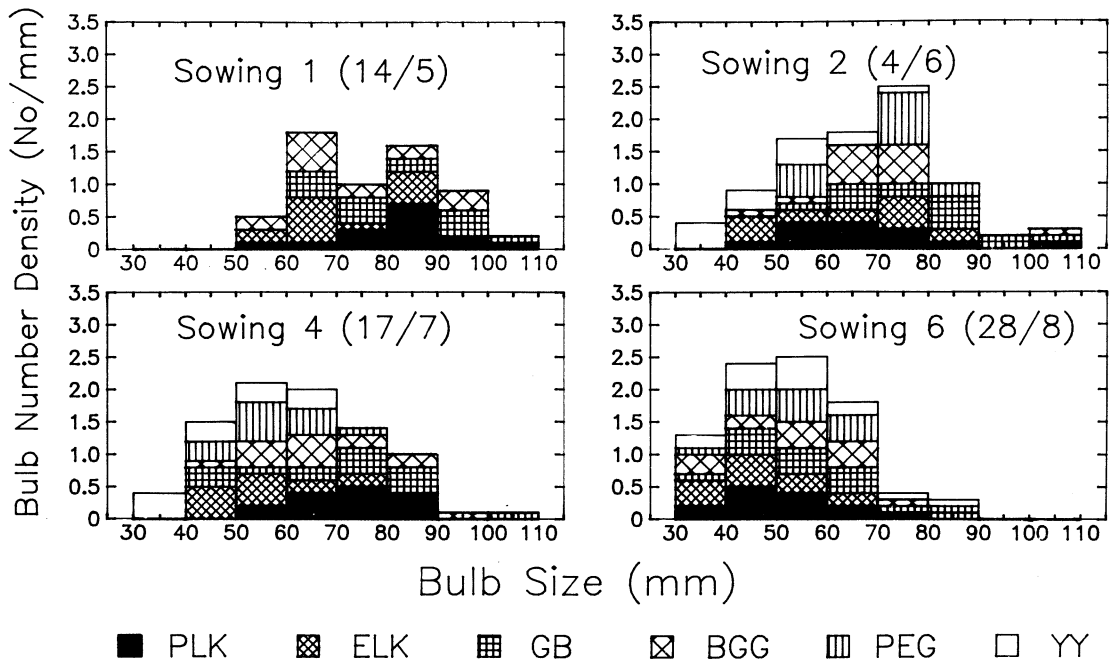 Bulb Number Density (No/mm)
3.5
3.0
2.5
2.0
1.5
1.0
0.5
0
Sowing 1 (14/5)
30 40 50 60 70 80 90 100 110
3.5
3.0
2.5
2.0
1.5
1.0
0.5
0
Sowing 2 (4/6)
30 40 50 60 70 80 90 100 110
3.5
3.0
2.5
2.0
1.5
1.0
0.5
0
Sowing 4 (17/7)
30 40 50 60 70 80 90 100 110
3.5
3.0
2.5
2.0
1.5
1.0
0.5
0
Sowing 6 (28/8)
30 40 50 60 70 80 90 100 110
Bulb Size (mm)
PLK ELK GB BGG PEG YY